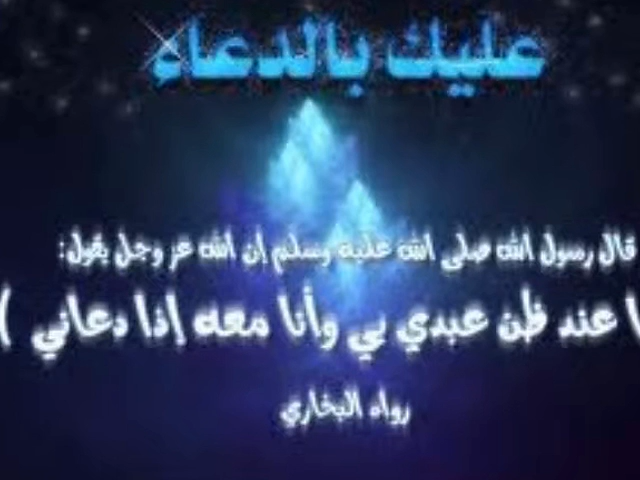 عليك بالدعاء
قال رسول الله صلى الله عليه وسلم إن الله عز وجل يقول:
ا عند ظن عبدي بي وأنا معه إذا دعاني )
رواه البخاري